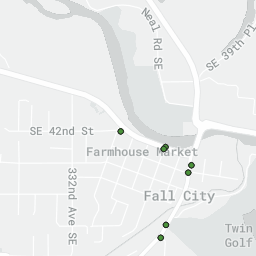 Neal Rd SE
SE 39th Pl
SE 42nd St
Farmhouse Market
332nd Ave SE
Fall City
Twin
Golf